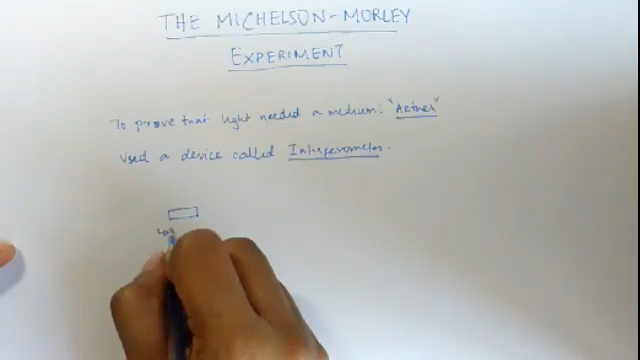 THE MICHELSON-MORLEY
EXPERIMENT
To prove that light needed a medium: "Aether"
Used a device called Interferometer.